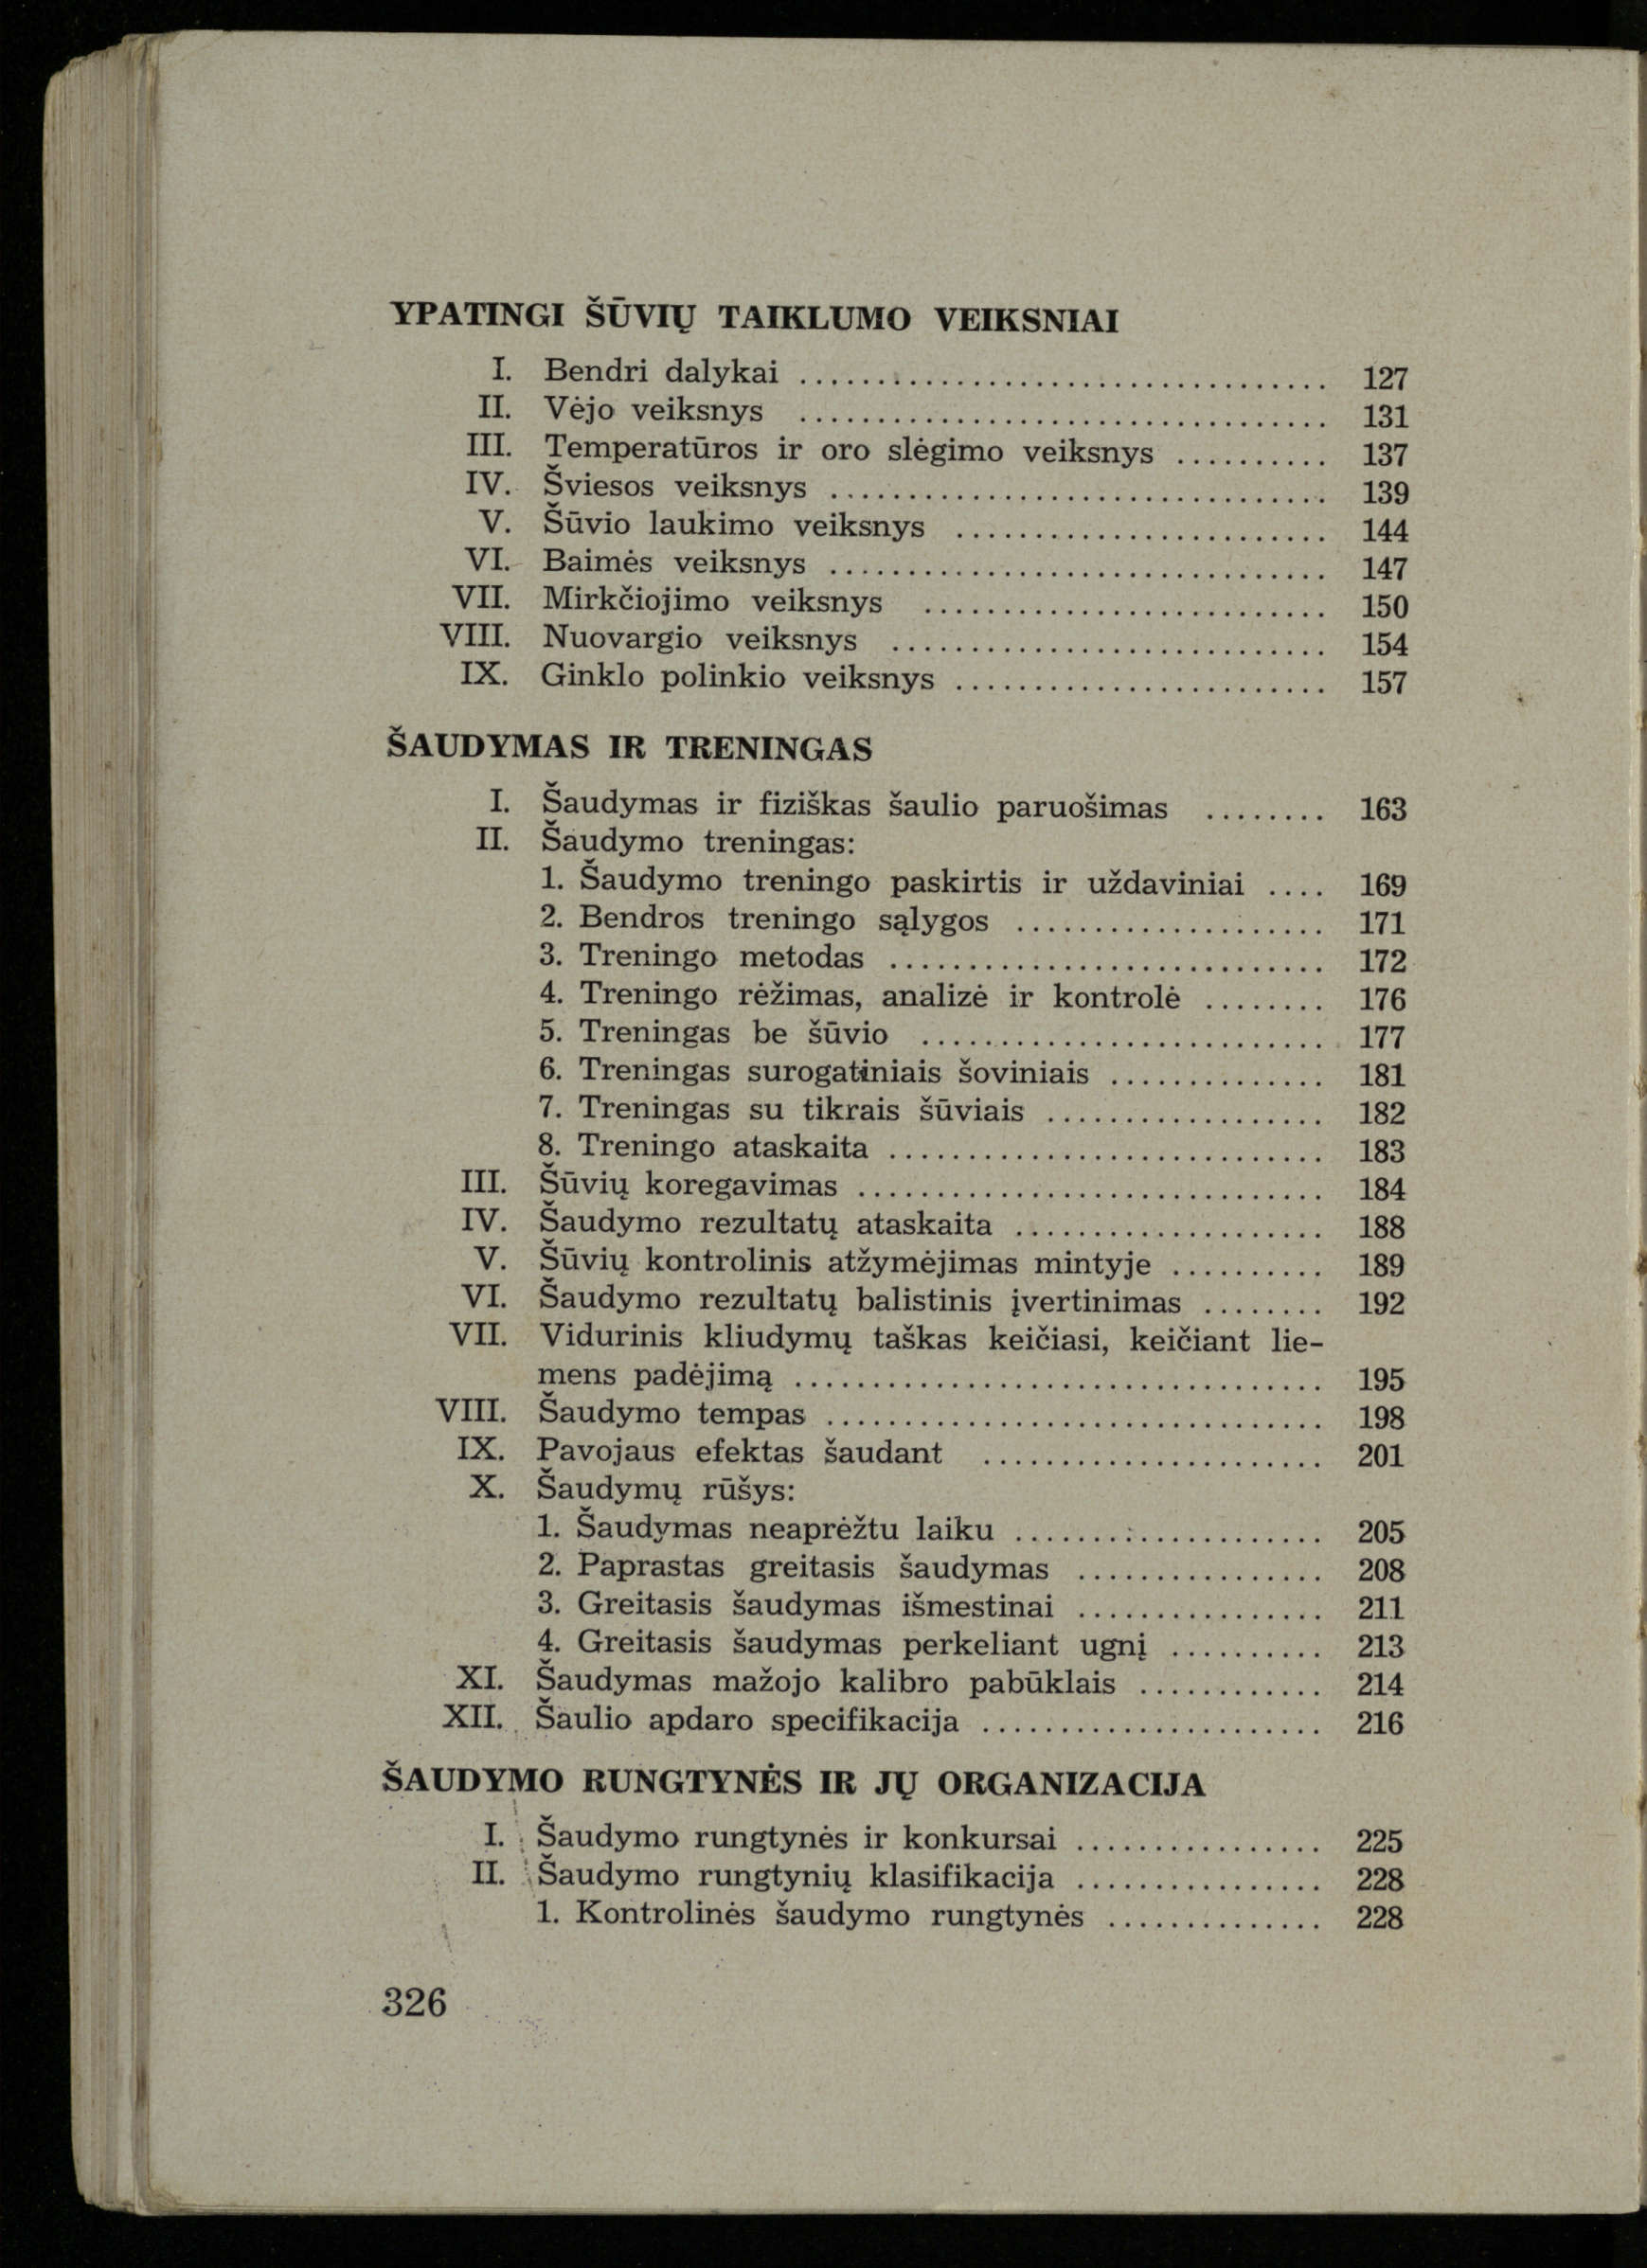 YPATINGI ŠŪVIŲ TAIKLUMO VEIKSNIAI
I. Bendri dalykai .................................. 127
II. Vėjo veiksnys .................................. 131
III. Temperatūros ir oro slėgimo veiksnys .......... 137
IV. Šviesos veiksnys ................................ 139
V. Šūvio laukimo veiksnys ........................ 144
VI. Baimės veiksnys ................................ 147
VII. Mirkčiojimo veiksnys .......................... 150
VIII. Nuovargio veiksnys ............................ 154
IX. Ginklo polinkio veiksnys ........................ 157
ŠAUDYMAS IR TRENINGAS
I. Šaudymas ir fiziškas šaulio paruošimas ........ 163
II. Šaudymo treningas:
1. Šaudymo treningo paskirtis ir uždaviniai .... 169
2. Bendros treningo sąlygos .................... 171
3. Treningo metodas ............................ 172
4. Treningo rėžimas, analizė ir kontrolė ........ 176
5. Treningas be šūvio .......................... 177
6. Treningas surogatiniais šoviniais .............. 181
7. Treningas su tikrais šūviais .................. 182
8. Treningo ataskaita ............................ 183
III. Šūvių koregavimas .............................. 184
IV. Šaudymo rezultatų ataskaita .................... 188
V. Šūvių kontrolinis atžymėjimas mintyje .......... 189
VI. Šaudymo rezultatų balistinis įvertinimas ........ 192
VII. Vidurinis kliudymų taškas keičiasi, keičiant lie-
mens padėjimą .................................. 195
VIII. Šaudymo tempas ................................ 198
IX. Pavojaus efektas šaudant ...................... 201
X. Šaudymų rūšys:
1. Šaudymas neaprėžtu laiku .................... 205
2. Paprastas greitasis šaudymas ................ 208
3. Greitasis šaudymas išmestinai ................ 211
4. Greitasis šaudymas perkeliant ugnį .......... 213
XI. Šaudymas mažojo kalibro pabūklais ............ 214
XII. Šaulio apdaro specifikacija ...................... 216
ŠAUDYMO RUNGTYNĖS IR JŲ ORGANIZACIJA
I. Šaudymo rungtynės ir konkursai ................ 225
II. Šaudymo rungtynių klasifikacija ................ 228
1. Kontrolinės šaudymo rungtynės .............. 228
326